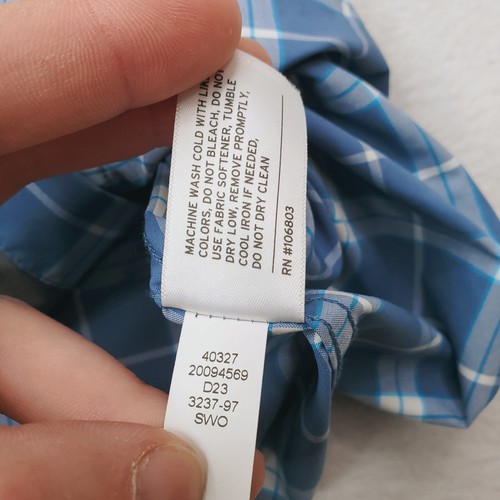 MACHINE WASH COLD WITH LIKE
COLORS, DO NOT BLEACH, DO NOT
USE FABRIC SOFTENER, TUMBLE
DRY LOW, REMOVE PROMPTLY,
COOL IRON IF NEEDED,
DO NOT DRY CLEAN
RN #106803
40327
20094569
D23
3237-97
SWO